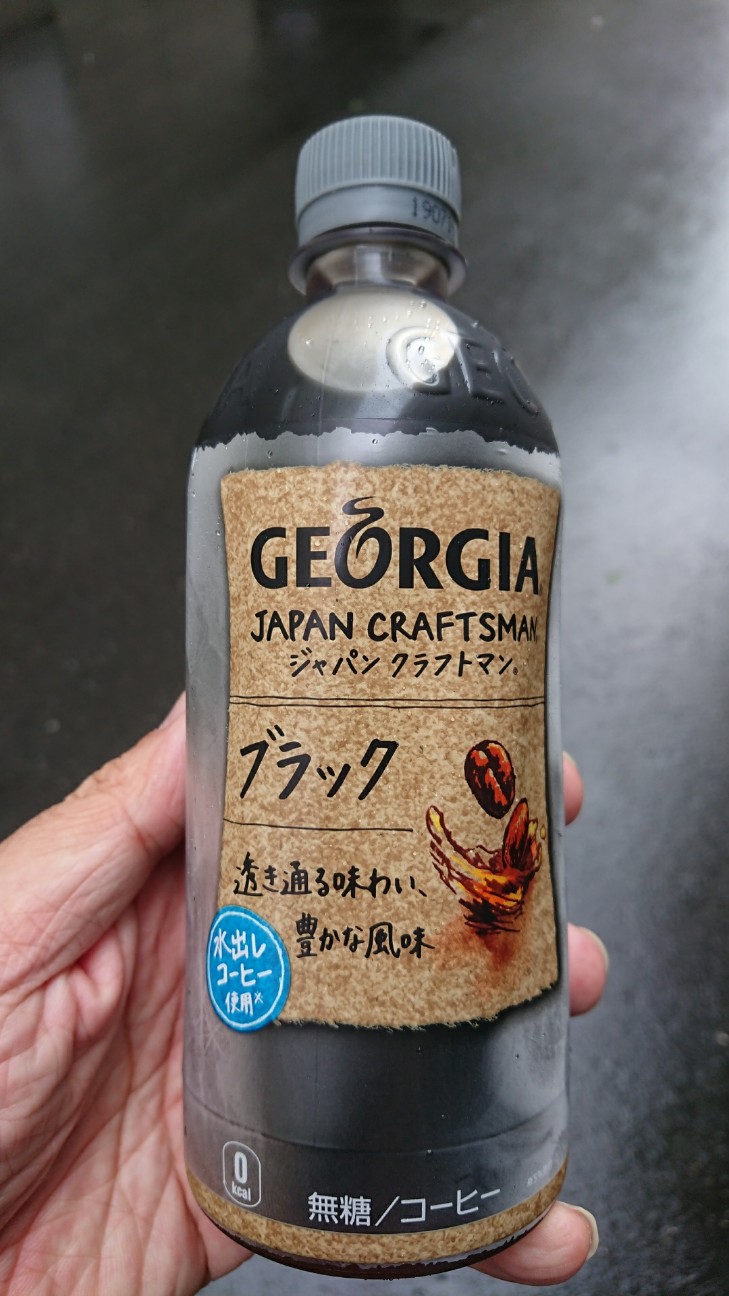 GEORGIA
JAPAN CRAFTSMAN
ジャパン クラフトマン。
ブラック
透き通る味わい、
豊かな風味
水出し
コーヒー
使用※
0
kcal
無糖/コーヒー